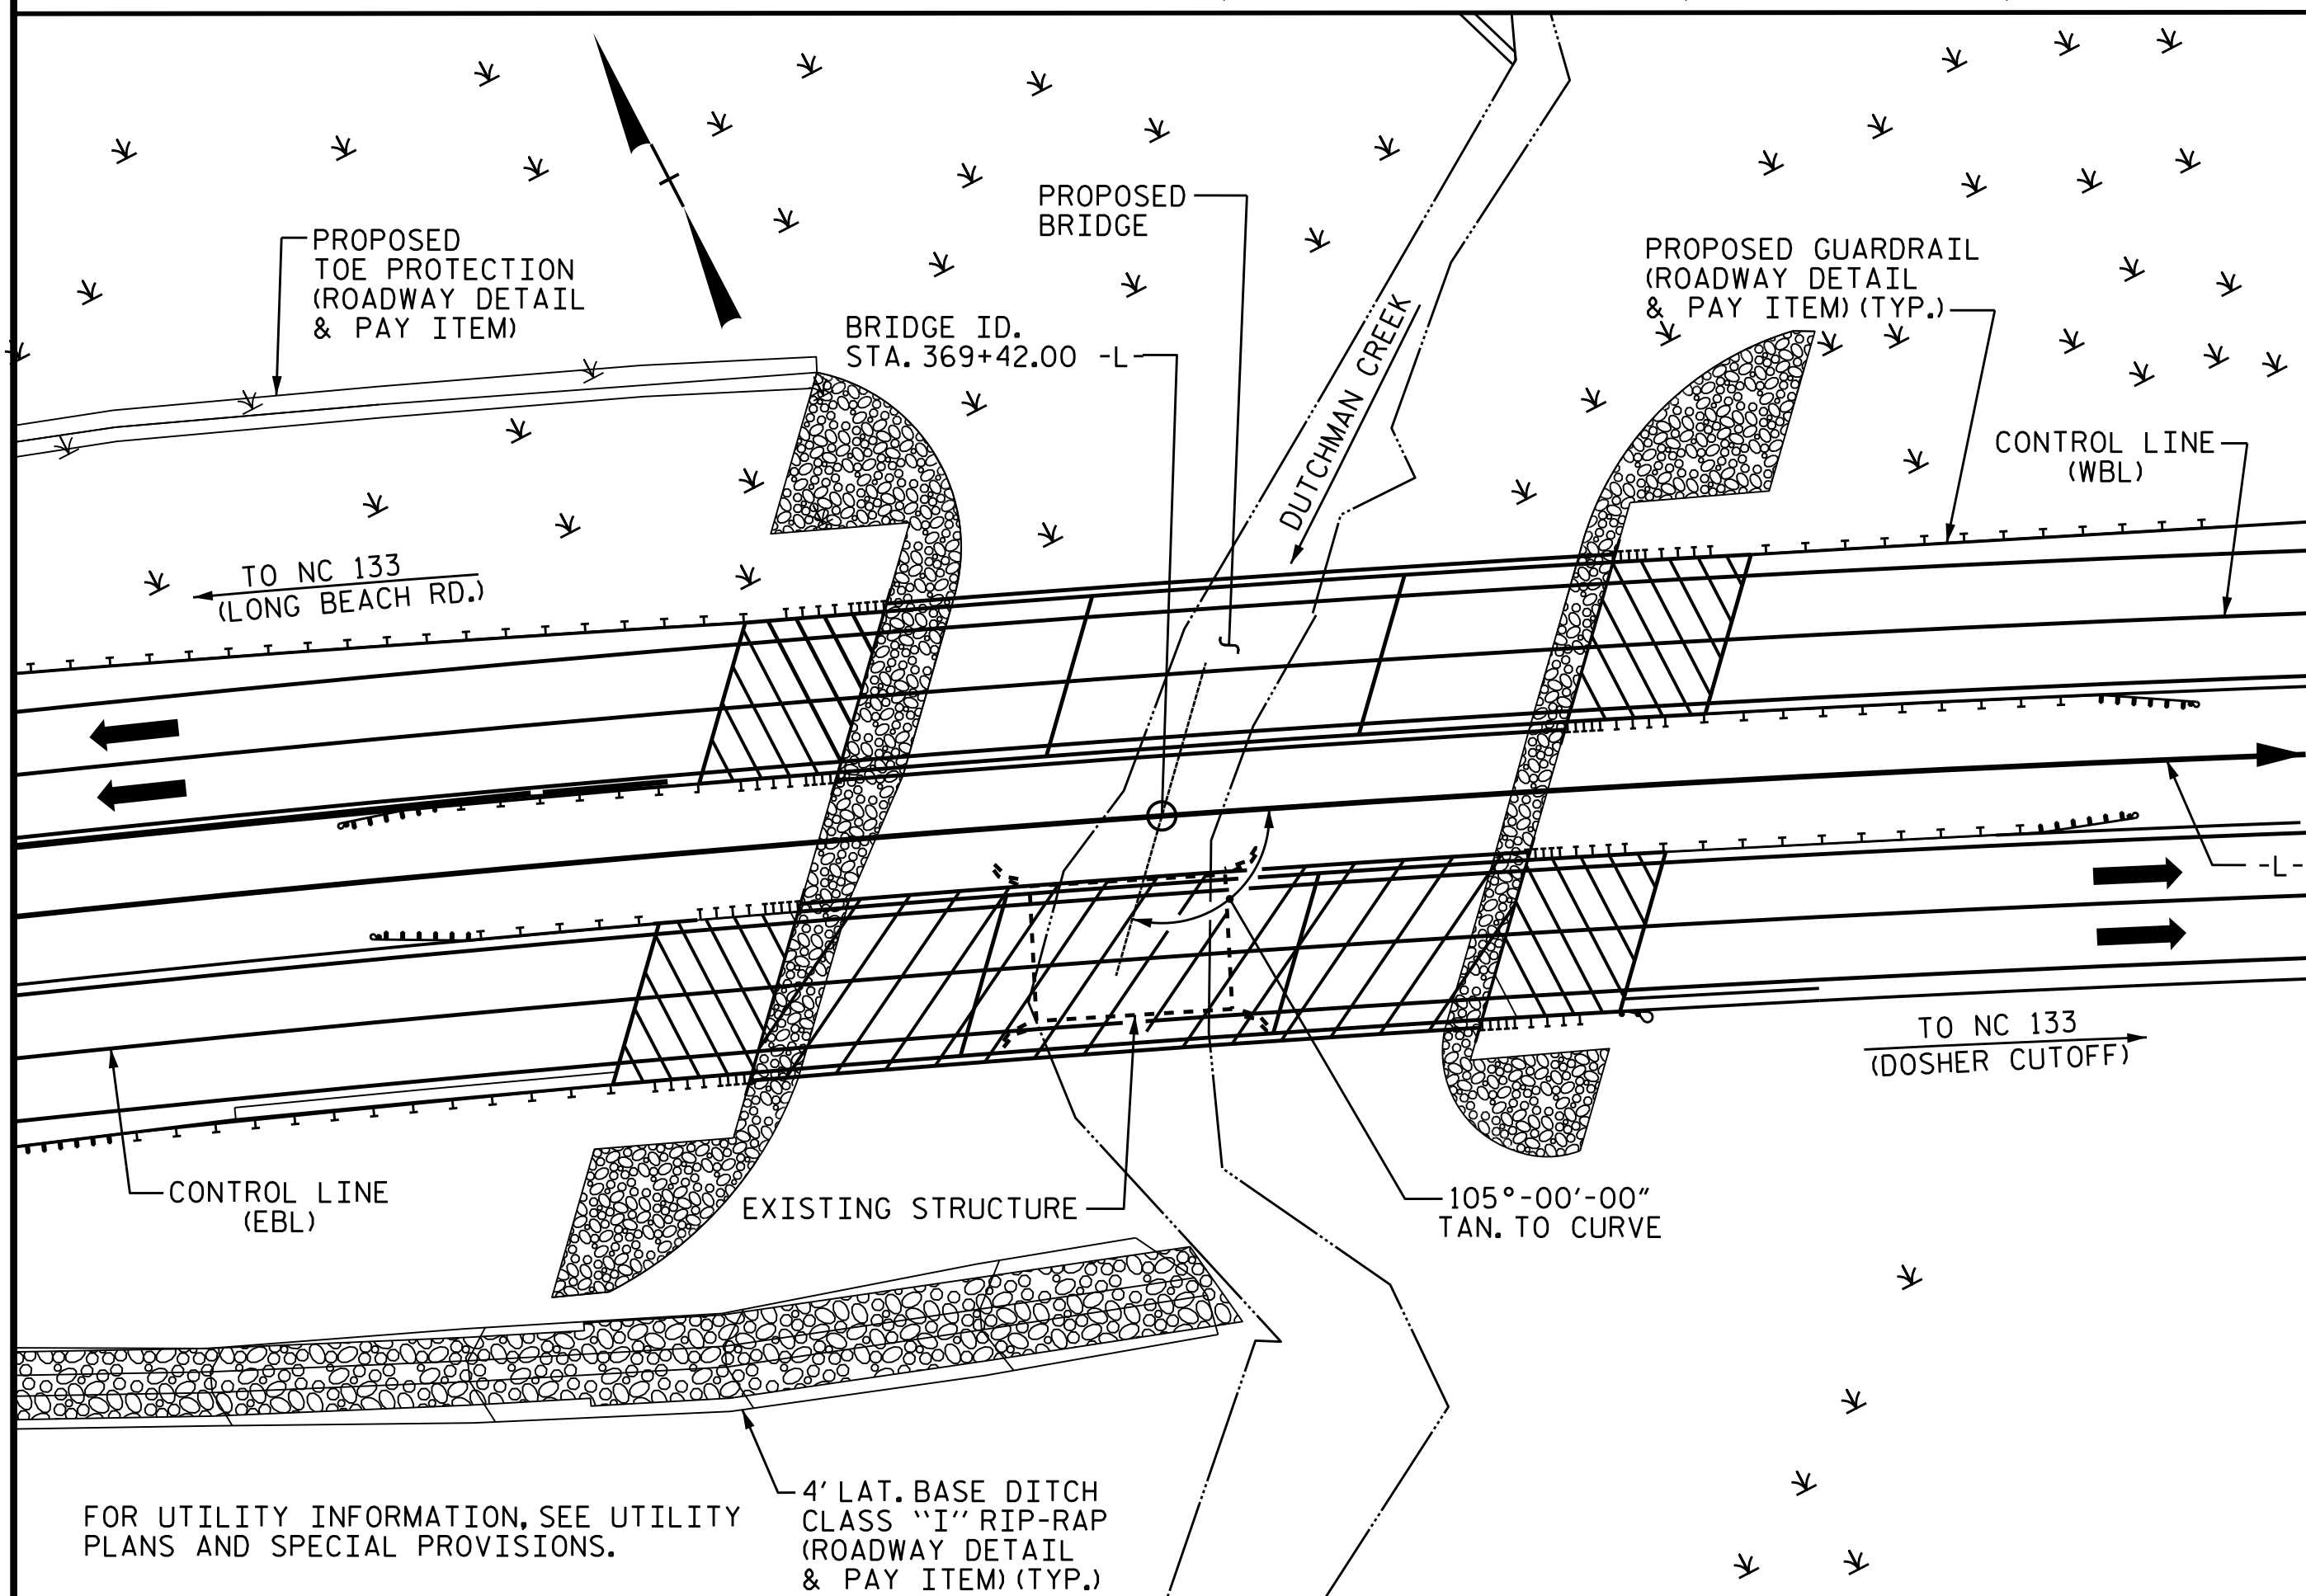 PROPOSED
TOE PROTECTION
(ROADWAY DETAIL
& PAY ITEM)
PROPOSED
BRIDGE
BRIDGE ID.
STA. 369+42.00 -L-
DUTCHMAN CREEK
PROPOSED GUARDRAIL
(ROADWAY DETAIL
& PAY ITEM) (TYP.)
CONTROL LINE
(WBL)
TO NC 133
(LONG BEACH RD.)
-L-
TO NC 133
(DOSHER CUTOFF)
CONTROL LINE
(EBL)
EXISTING STRUCTURE
105°-00'-00"
TAN. TO CURVE
4' LAT. BASE DITCH
CLASS "I" RIP-RAP
(ROADWAY DETAIL
& PAY ITEM) (TYP.)
FOR UTILITY INFORMATION, SEE UTILITY
PLANS AND SPECIAL PROVISIONS.